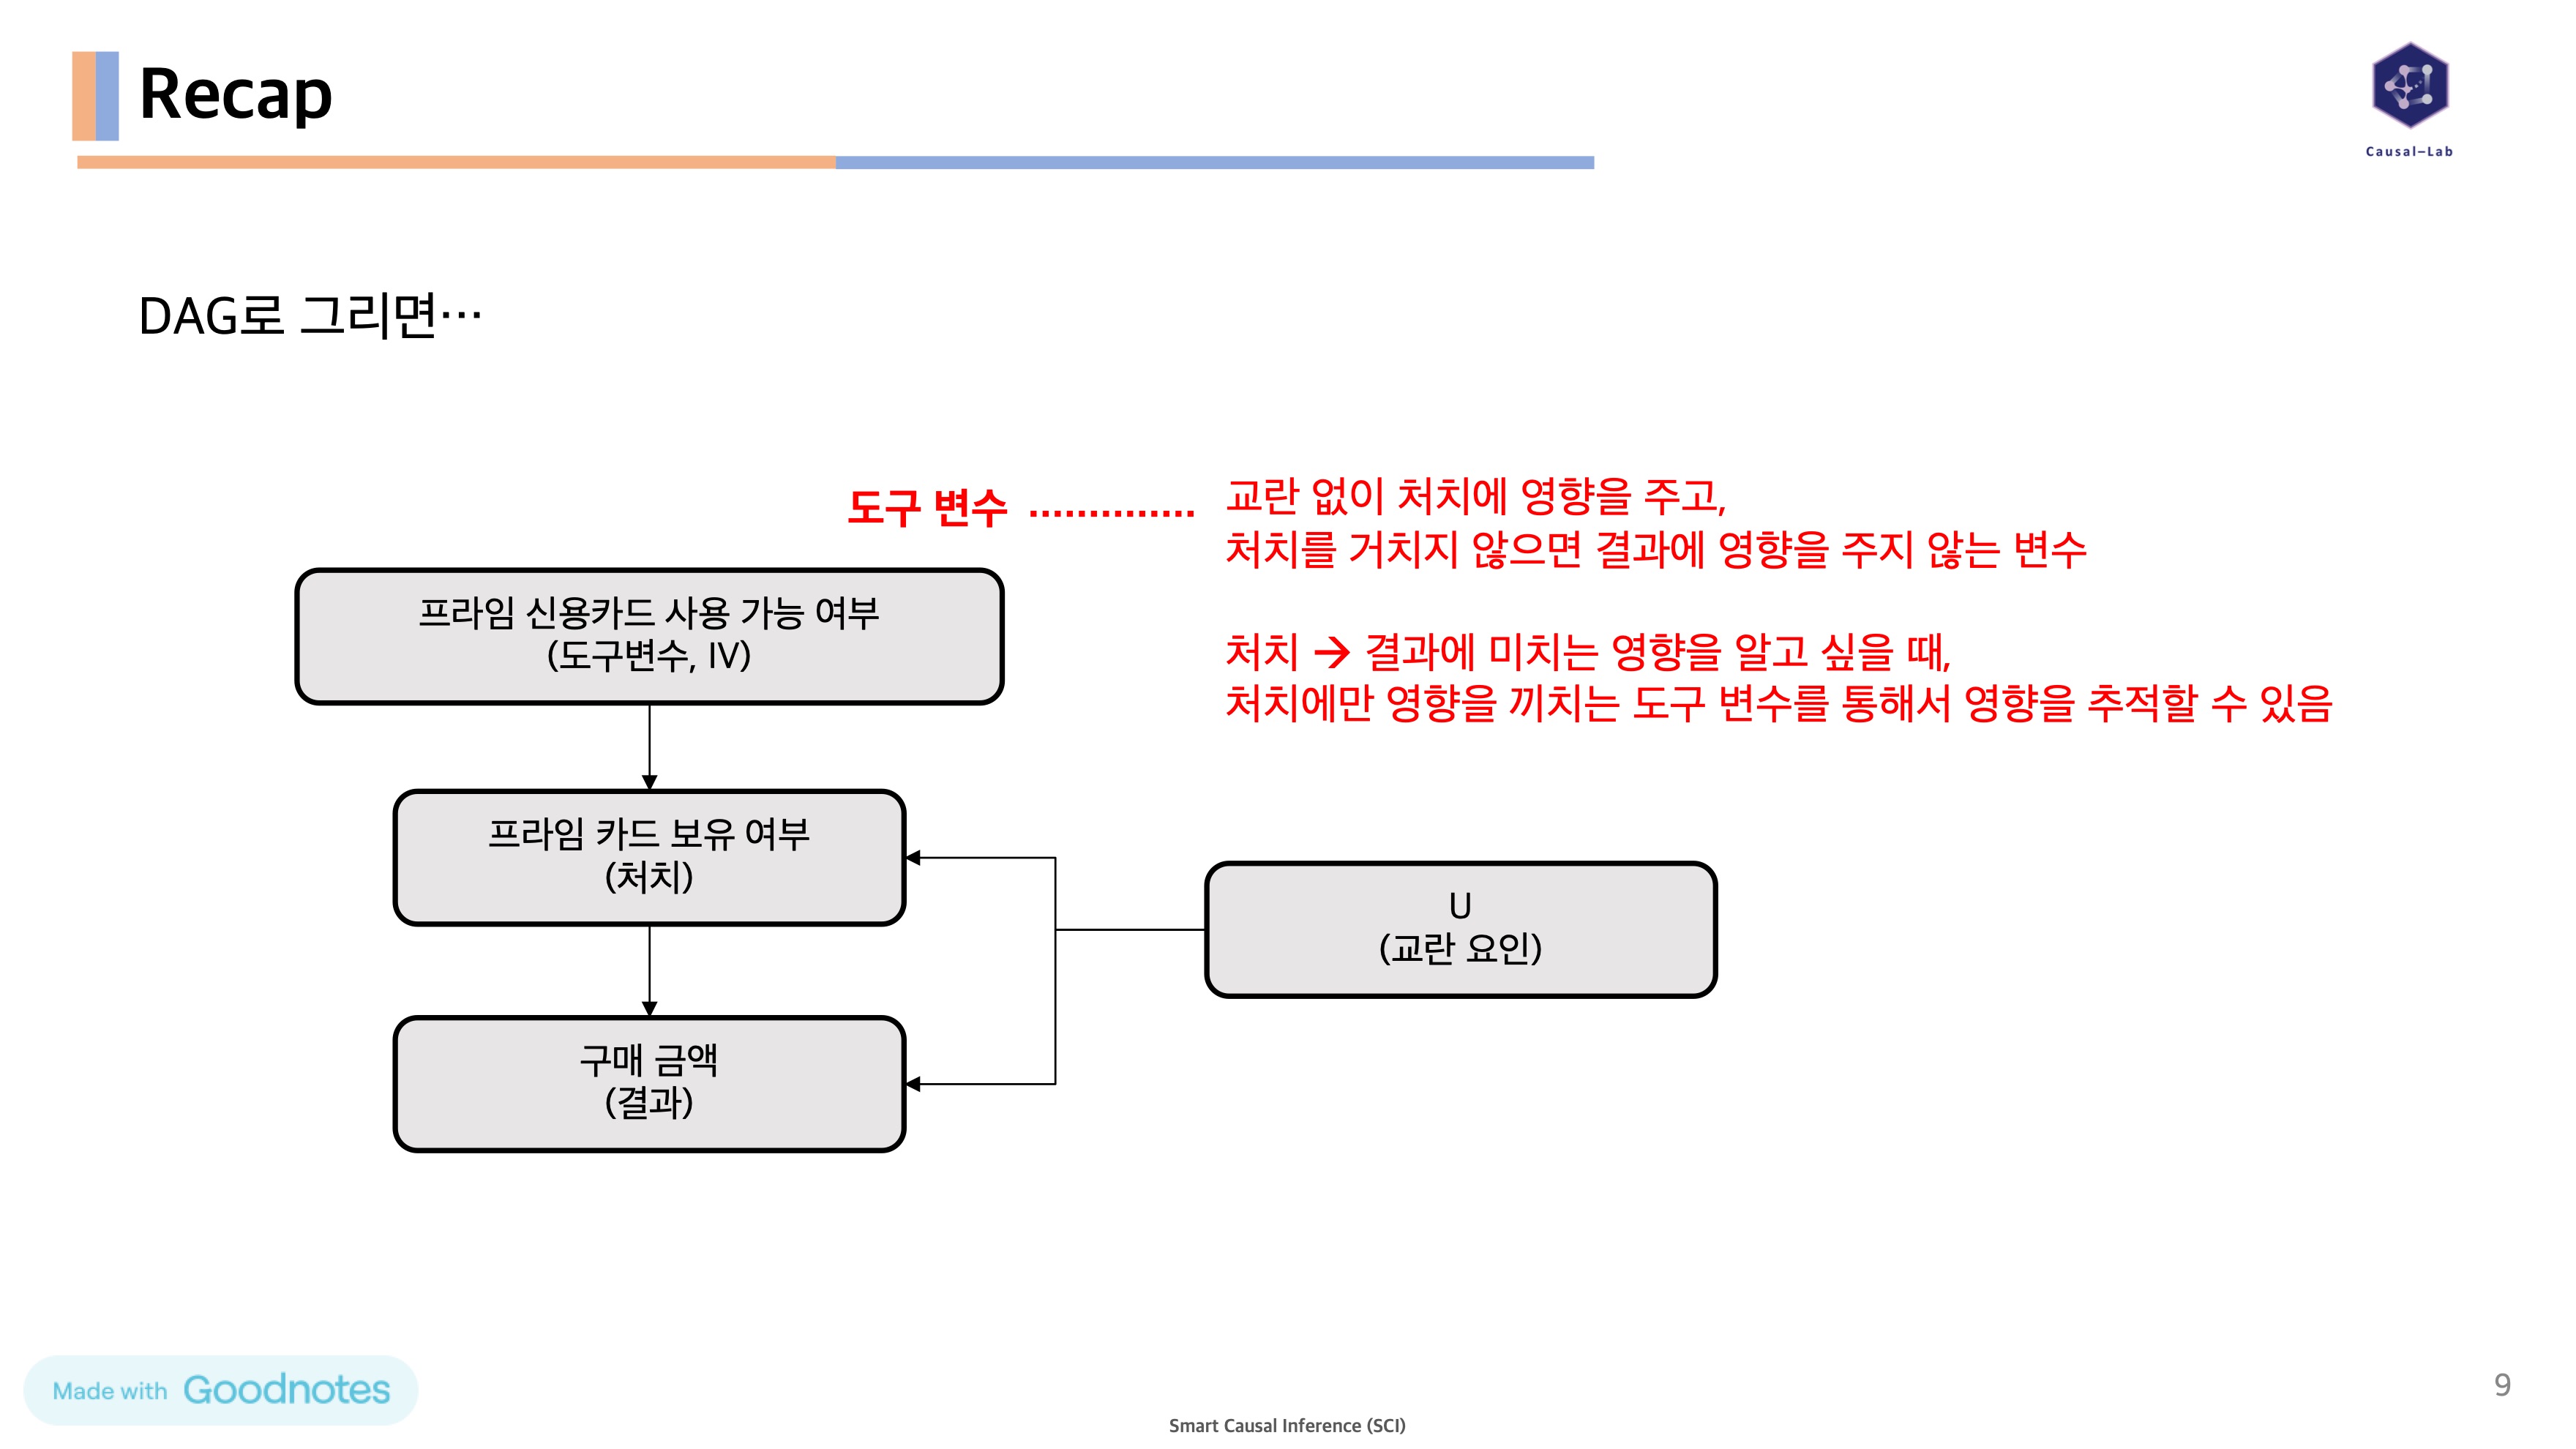 Recap
Causal–Lab
DAG로 그리면…
도구 변수 ..............
교란 없이 처치에 영향을 주고,
처치를 거치지 않으면 결과에 영향을 주지 않는 변수
처치 → 결과에 미치는 영향을 알고 싶을 때,
처치에만 영향을 끼치는 도구 변수를 통해서 영향을 추적할 수 있음
프라임 신용카드 사용 가능 여부
(도구변수, IV)
프라임 카드 보유 여부
(처치)
U
(교란 요인)
구매 금액
(결과)
Made with Goodnotes
9
Smart Causal Inference (SCI)